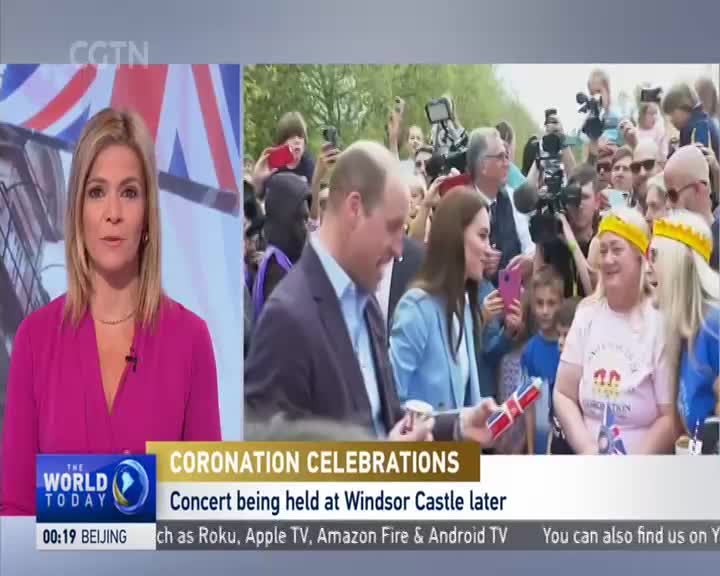 CGTN
CORONATION
CORONATION CELEBRATIONS
Concert being held at Windsor Castle later
THE
WORLD
TODAY
00:19 BEIJING
ch as Roku, Apple TV, Amazon Fire & Android TV You can also find us on Y